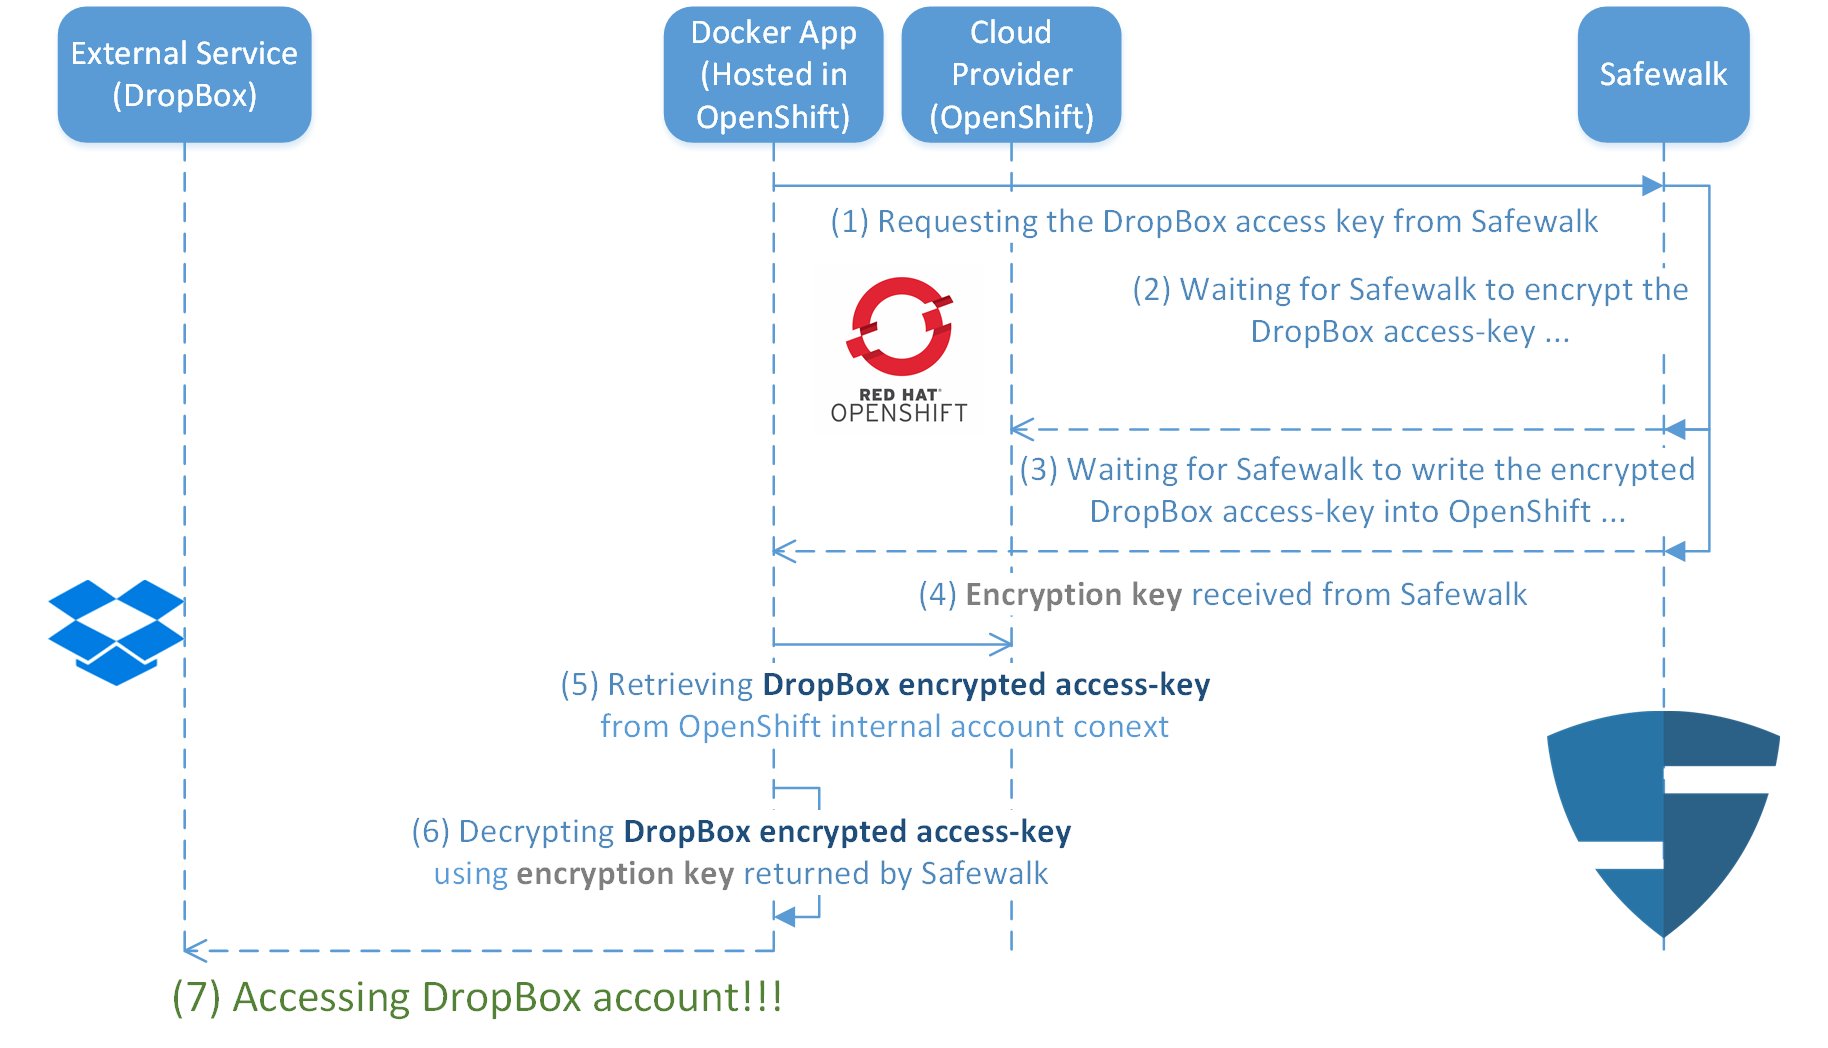 External Service
(DropBox)
Docker App
(Hosted in
OpenShift)
Cloud
Provider
(OpenShift)
Safewalk
(1) Requesting the DropBox access key from Safewalk
(2) Waiting for Safewalk to encrypt the
DropBox access-key ...
RED HAT
OPENSHIFT
(3) Waiting for Safewalk to write the encrypted
DropBox access-key into OpenShift ...
(4) Encryption key received from Safewalk
(5) Retrieving DropBox encrypted access-key
from OpenShift internal account conext
(6) Decrypting DropBox encrypted access-key
using encryption key returned by Safewalk
(7) Accessing DropBox account!!!